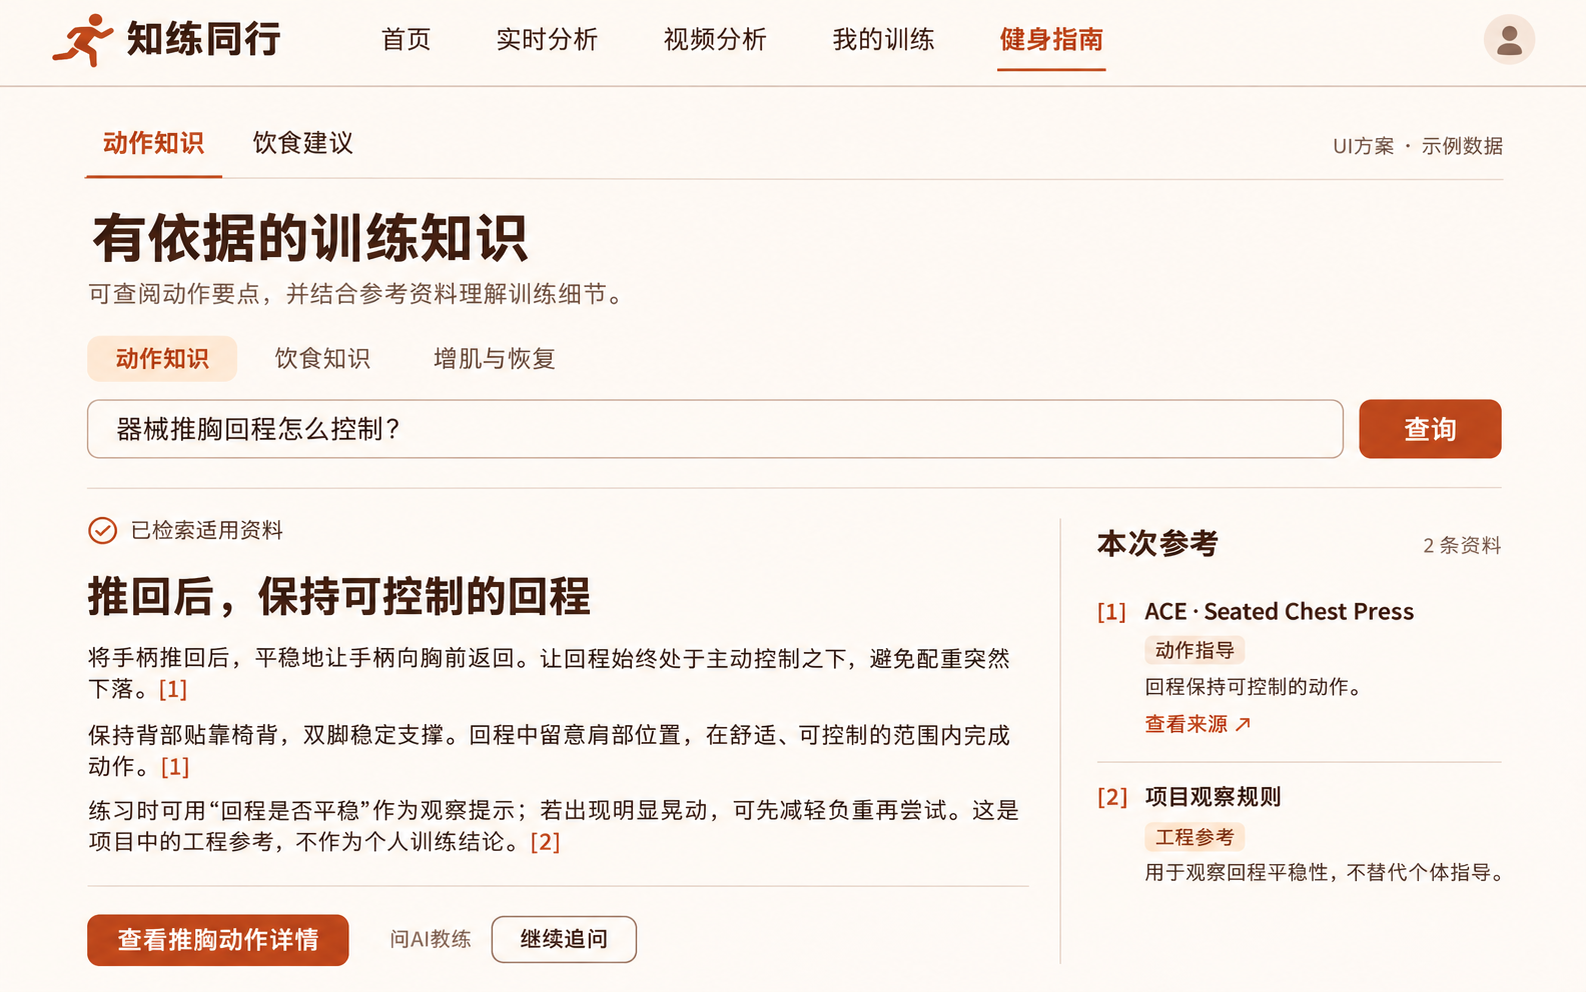 知练同行
首页
实时分析
视频分析
我的训练
健身指南
动作知识
饮食建议
UI方案 · 示例数据
有依据的训练知识
可查阅动作要点，并结合参考资料理解训练细节。
动作知识
饮食知识
增肌与恢复
器械推胸回程怎么控制？
查询
已检索适用资料
推回后，保持可控制的回程
将手柄推回后，平稳地让手柄向胸前返回。让回程始终处于主动控制之下，避免配重突然
下落。[1]
保持背部贴靠椅背，双脚稳定支撑。回程中留意肩部位置，在舒适、可控制的范围内完成
动作。[1]
练习时可用“回程是否平稳”作为观察提示；若出现明显晃动，可先减轻负重再尝试。这是
项目中的工程参考，不作为个人训练结论。[2]
查看推胸动作详情
问AI教练
继续追问
本次参考
2 条资料
[1] ACE · Seated Chest Press
动作指导
回程保持可控制的动作。
查看来源 ↗
[2] 项目观察规则
工程参考
用于观察回程平稳性，不替代个体指导。